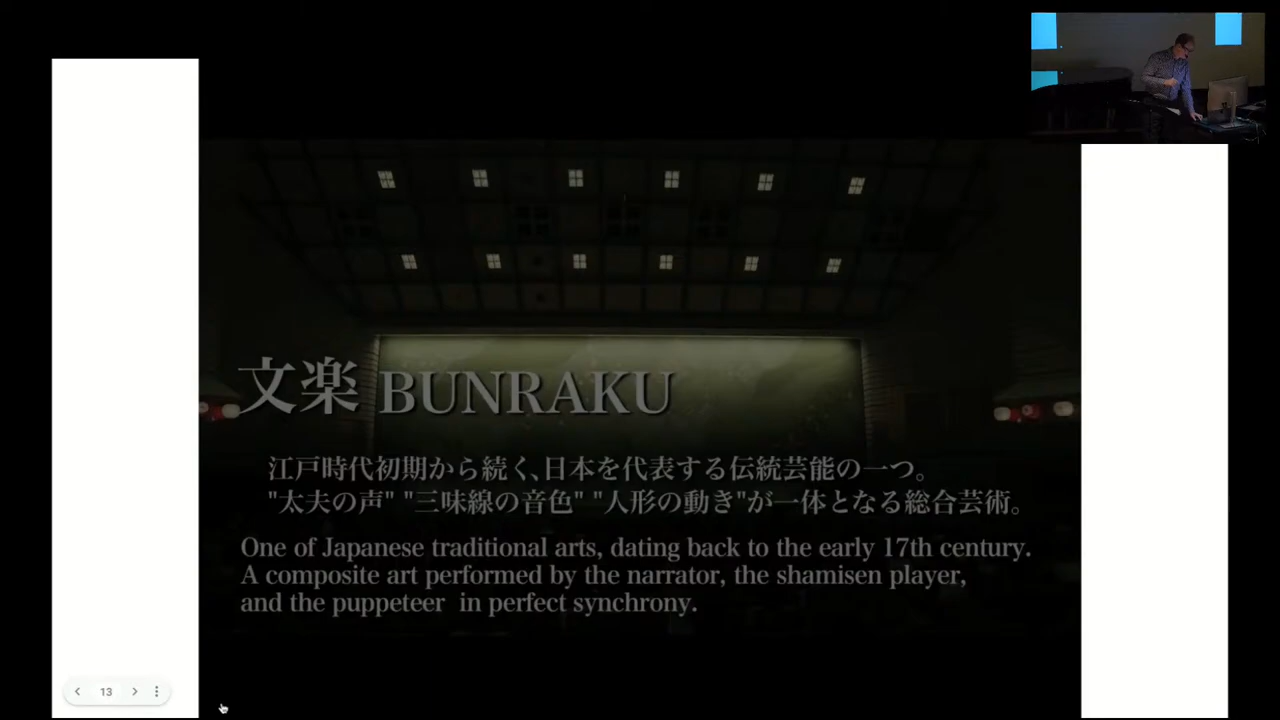 文楽 BUNRAKU
江戸時代初期から続く、日本を代表する伝統芸能の一つ。
"太夫の声" "三味線の音色" "人形の動き"が一体となる総合芸術。
One of Japanese traditional arts, dating back to the early 17th century.
A composite art performed by the narrator, the shamisen player,
and the puppeteer in perfect synchrony.
13